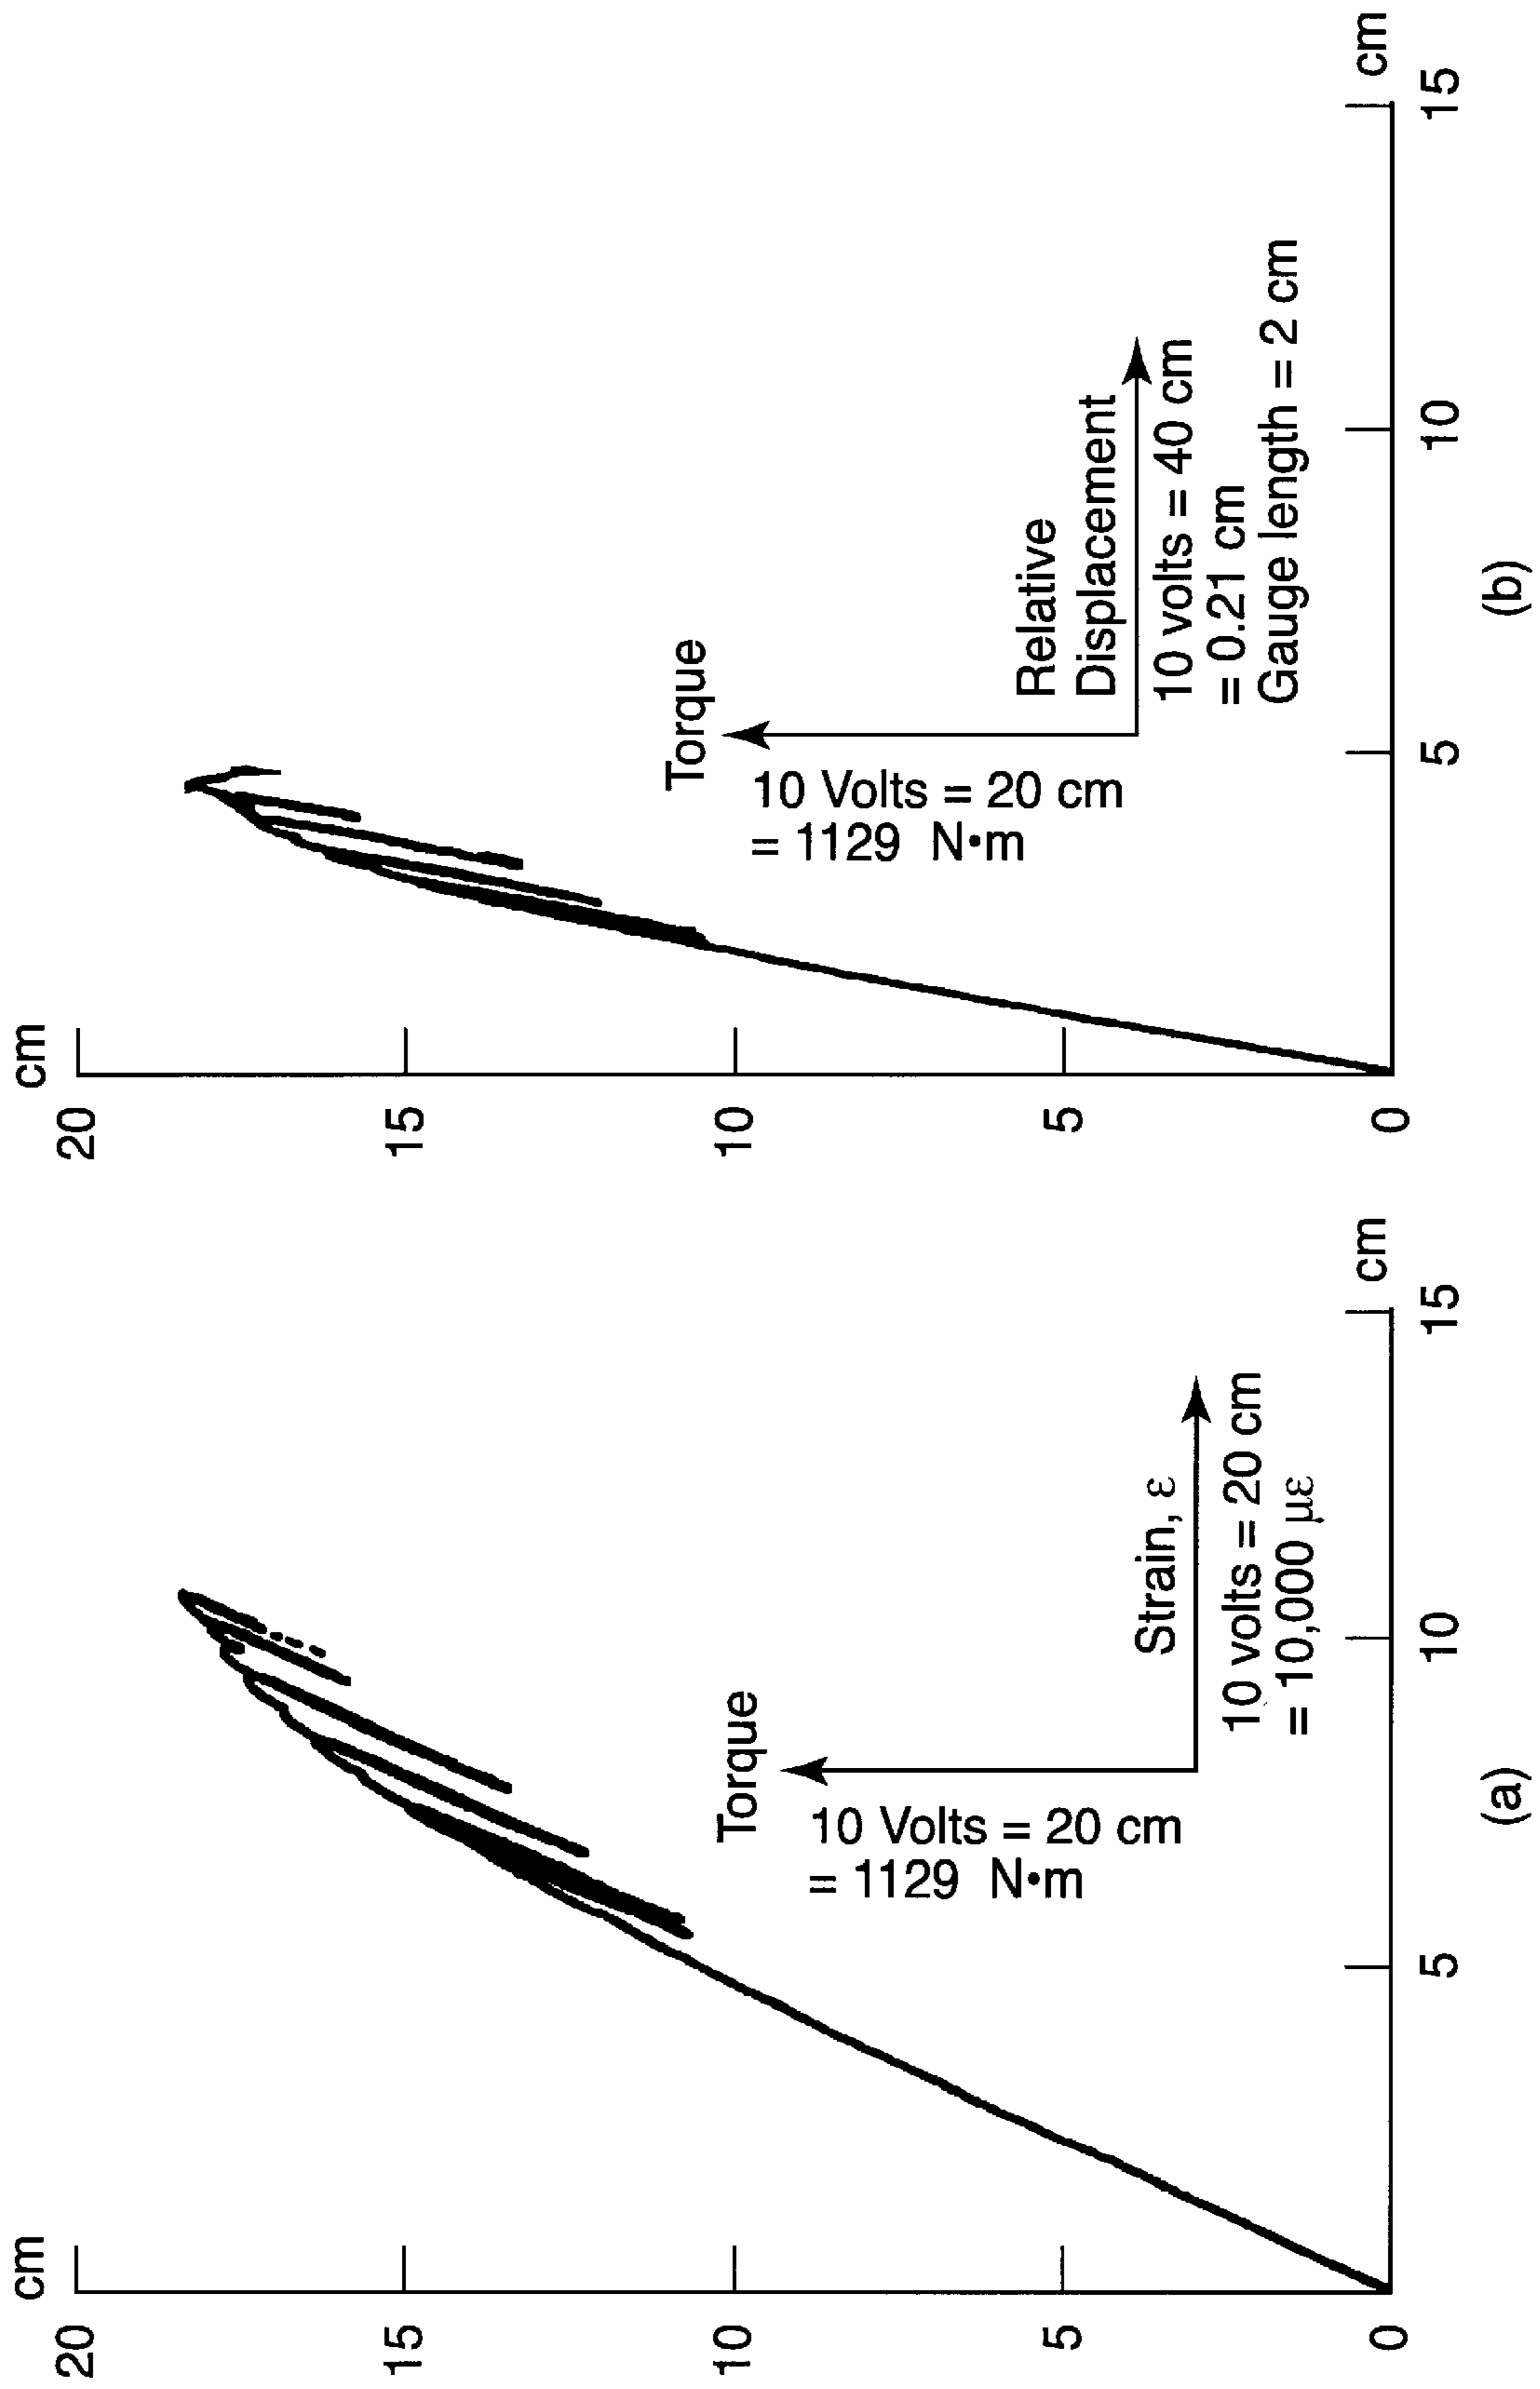 cm
20
15
10
5
0
Torque
10 Volts = 20 cm
= 1129 N•m
Strain, ε
10 volts = 20 cm
= 10,000 με
5
10
15
cm
(a)
cm
20
15
10
5
0
Torque
10 Volts = 20 cm
= 1129 N•m
Relative
Displacement
10 volts = 40 cm
= 0.21 cm
Gauge length = 2 cm
5
10
15
cm
(b)